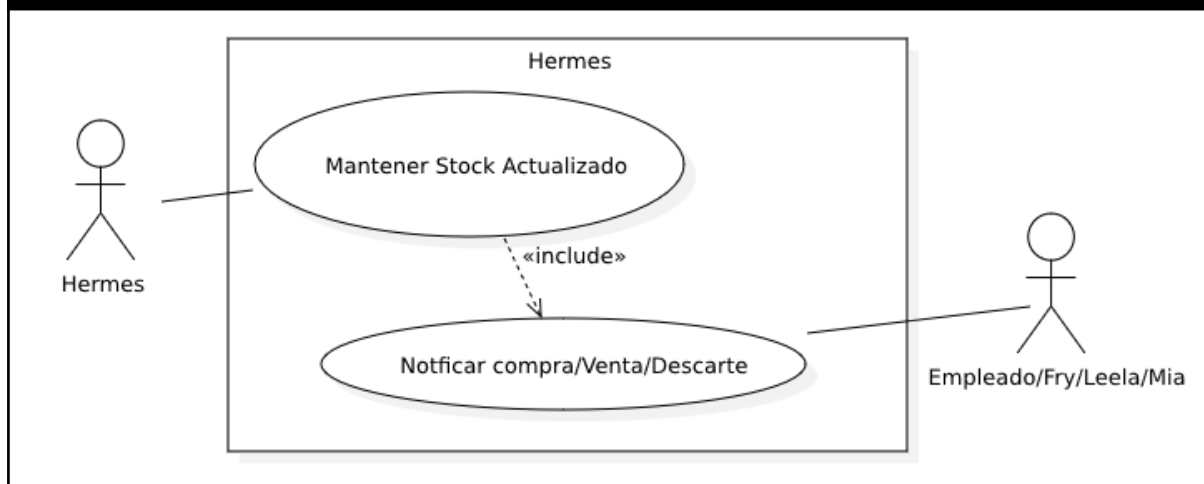 Hermes
Mantener Stock Actualizado
Hermes
«include»
Notficar compra/Venta/Descarte
Empleado/Fry/Leela/Mia